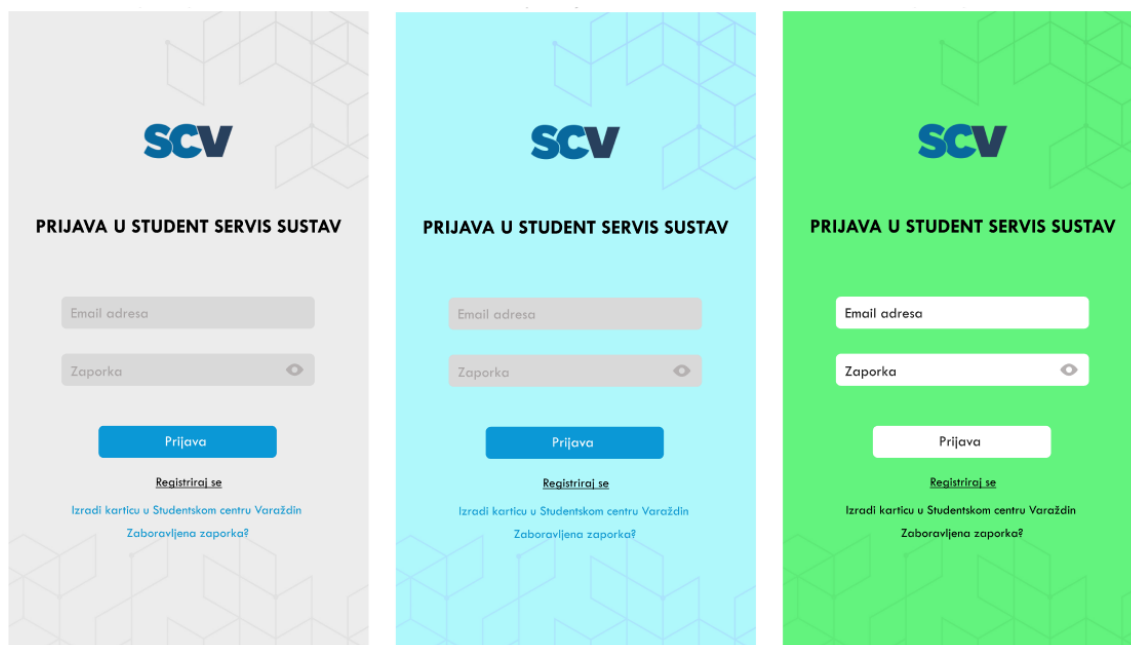 SCV
PRIJAVA U STUDENT SERVIS SUSTAV
Email adresa
Zaporka
Prijava
Registriraj se
Izradi karticu u Studentskom centru Varaždin
Zaboravljena zaporka?
SCV
PRIJAVA U STUDENT SERVIS SUSTAV
Email adresa
Zaporka
Prijava
Registriraj se
Izradi karticu u Studentskom centru Varaždin
Zaboravljena zaporka?
SCV
PRIJAVA U STUDENT SERVIS SUSTAV
Email adresa
Zaporka
Prijava
Registriraj se
Izradi karticu u Studentskom centru Varaždin
Zaboravljena zaporka?